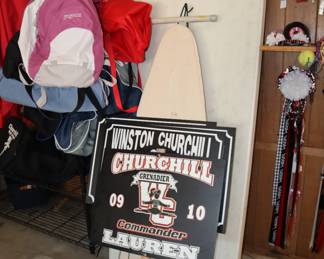 WINSTON CHURCHILL
CHURCHILL
GRENADIER
09 10
Commander
LAUREN